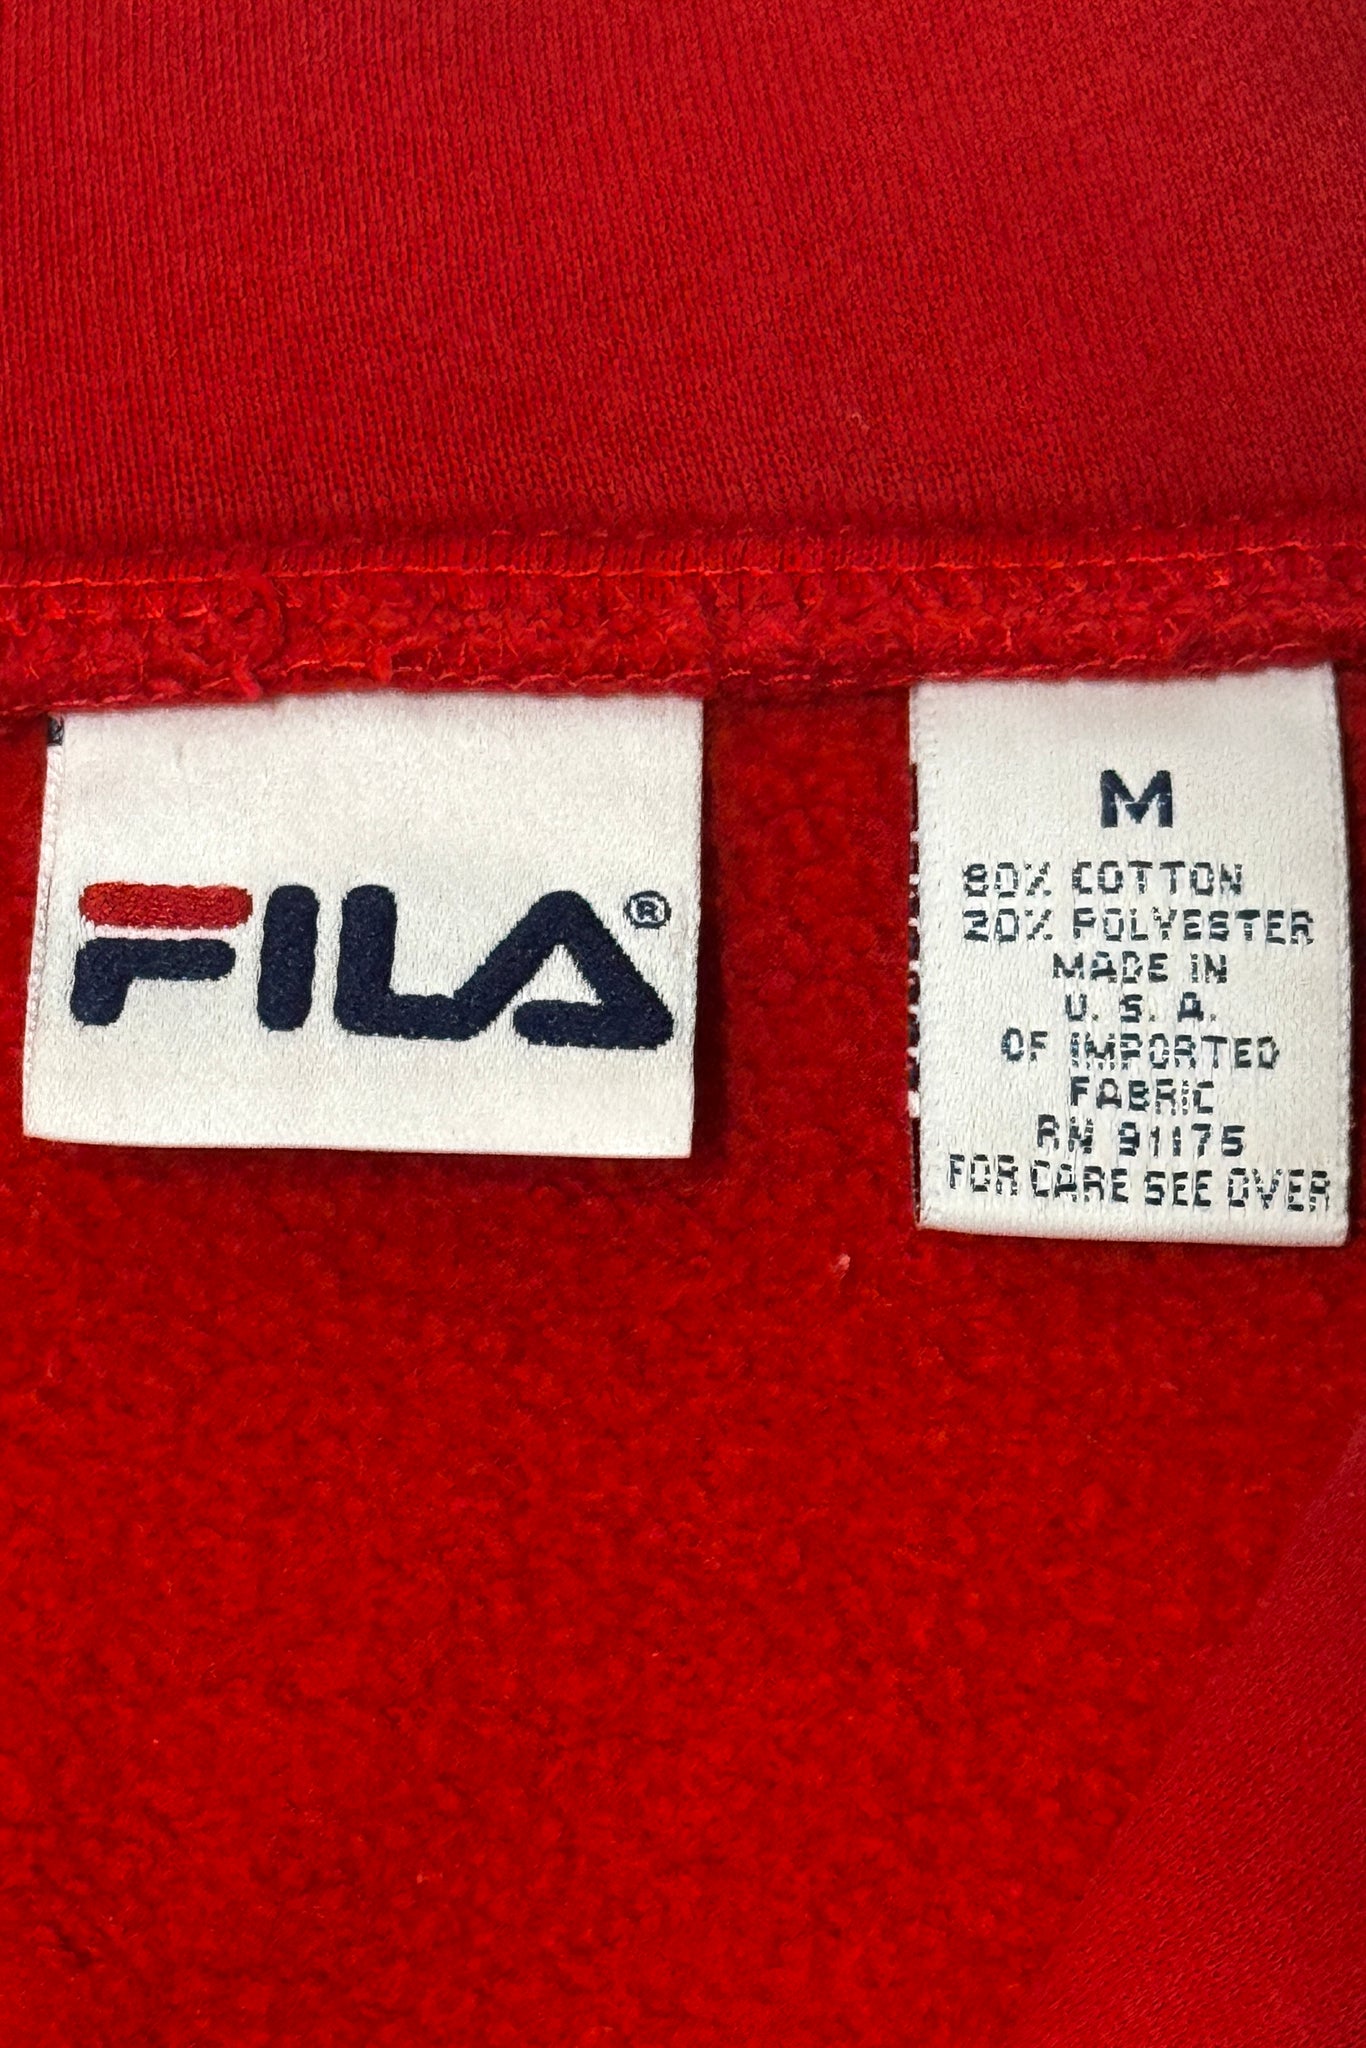 FILA®
M
80% COTTON
20% POLYESTER
MADE IN
U. S. A.
OF IMPORTED
FABRIC
RN 91175
FOR CARE SEE OVER